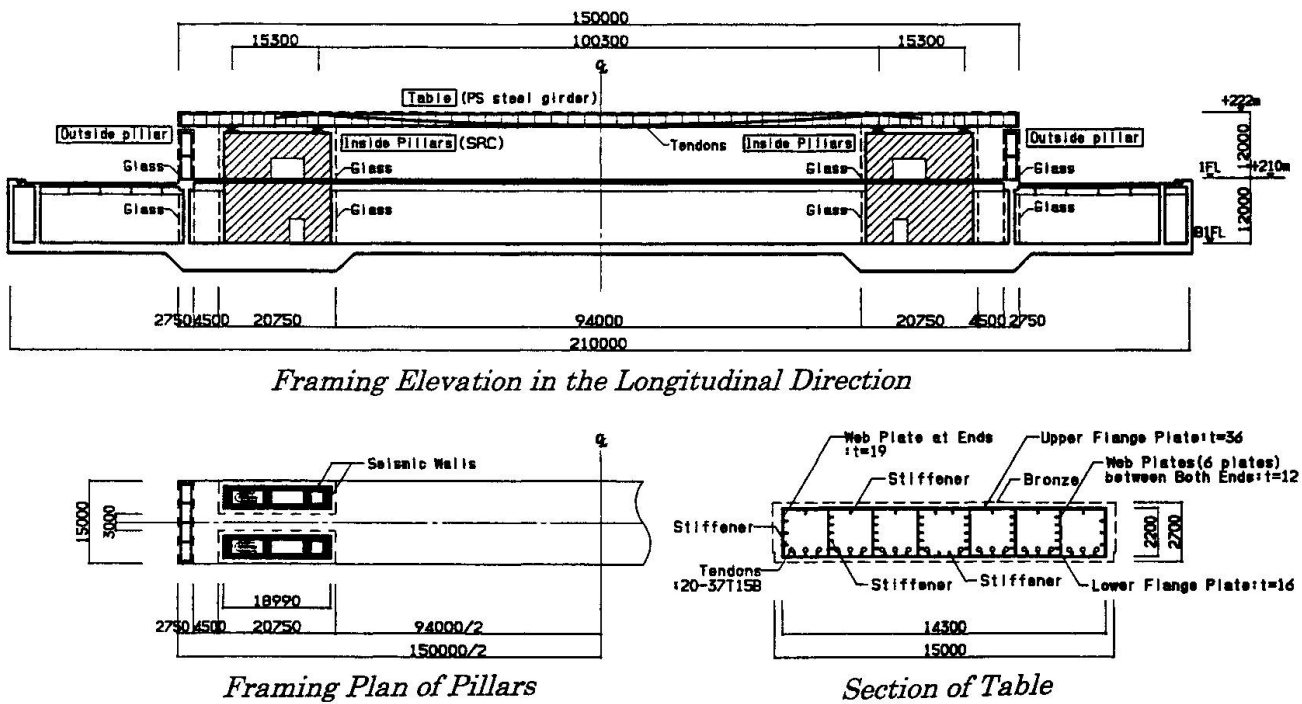 150000
15300
100300
15300
℄
Table (PS steel girder)
+222m
Outside pillar
Inside Pillars (SRC)
Tendons
Inside Pillars
Outside pillar
12000
Glass
Glass
Glass
Glass
1FL
+210m
Glass
Glass
Glass
Glass
12000
B1FL
2750
4500
20750
94000
20750
4500
2750
210000
Framing Elevation in the Longitudinal Direction
℄
Seismic Walls
15000
3000
18990
2750
4500
20750
94000/2
150000/2
Framing Plan of Pillars
Web Plate at Ends
:t=19
Upper Flange Plate:t=36
Stiffener
Bronze
Web Plates(6 plates)
between Both Ends:t=12
Stiffener
2200
2700
Tendons
:20-37T15B
Stiffener
Stiffener
Lower Flange Plate:t=16
14300
15000
Section of Table